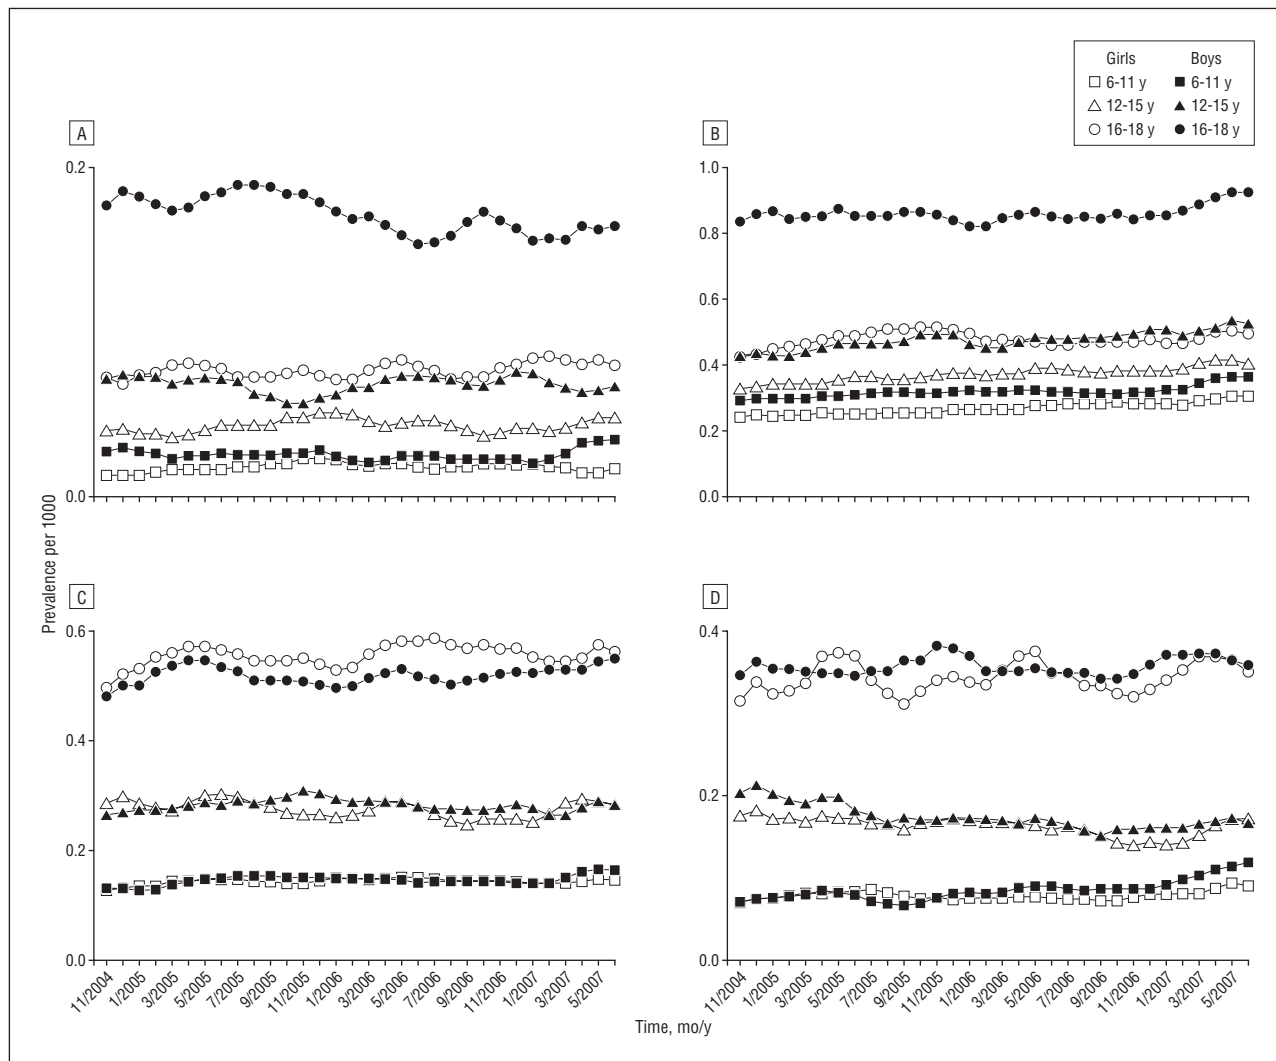 Girls Boys
6-11 y 6-11 y
12-15 y 12-15 y
16-18 y 16-18 y
A
B
0.2
0.0
1.0
0.8
0.6
0.4
0.2
0.0
Prevalence per 1000
C
D
0.6
0.4
0.2
0.0
0.4
0.2
0.0
11/2004 1/2005 3/2005 5/2005 7/2005 9/2005 11/2005 1/2006 3/2006 5/2006 7/2006 9/2006 11/2006 1/2007 3/2007 5/2007
11/2004 1/2005 3/2005 5/2005 7/2005 9/2005 11/2005 1/2006 3/2006 5/2006 7/2006 9/2006 11/2006 1/2007 3/2007 5/2007
Time, mo/y